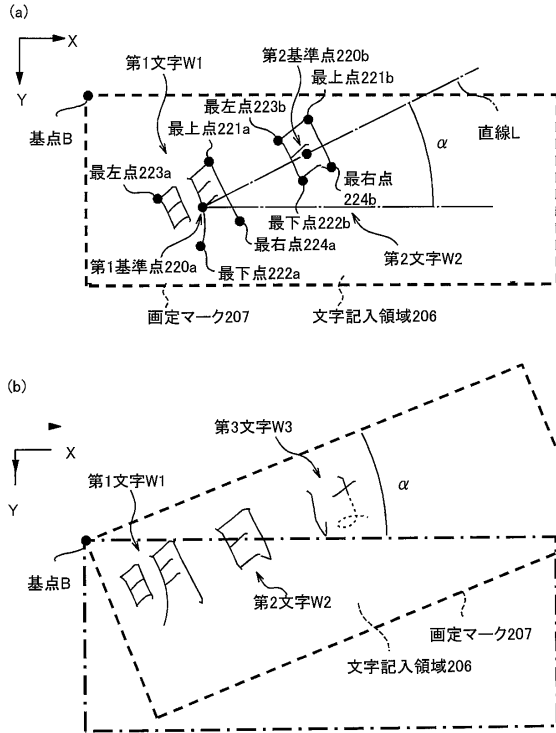 (a)
X
Y
第1文字W1
第2基準点220b
最上点221b
最左点223b
直線L
基点B
最上点221a
α
最左点223a
最右点
224b
最下点222b
最右点224a
第2文字W2
第1基準点220a
最下点222a
画定マーク207
文字記入領域206
明
日
(b)
X
Y
第3文字W3
第1文字W1
α
基点B
明
日
は
第2文字W2
画定マーク207
文字記入領域206